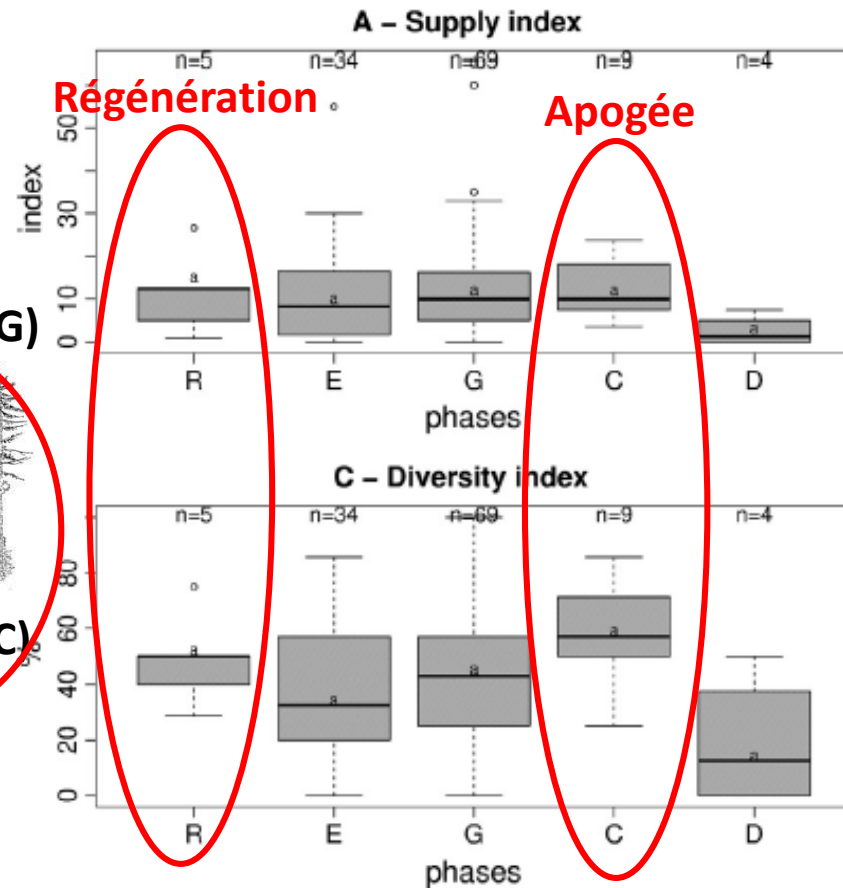 A – Supply index
n=5 n=34 n=69 n=9 n=4
Régénération
Apogée
50
30
10
0
index
a a a a a
R E G C D
phases
G)
C – Diversity index
n=5 n=34 n=69 n=9 n=4
80
60
40
20
0
%
C)
a a a a a
R E G C D
phases